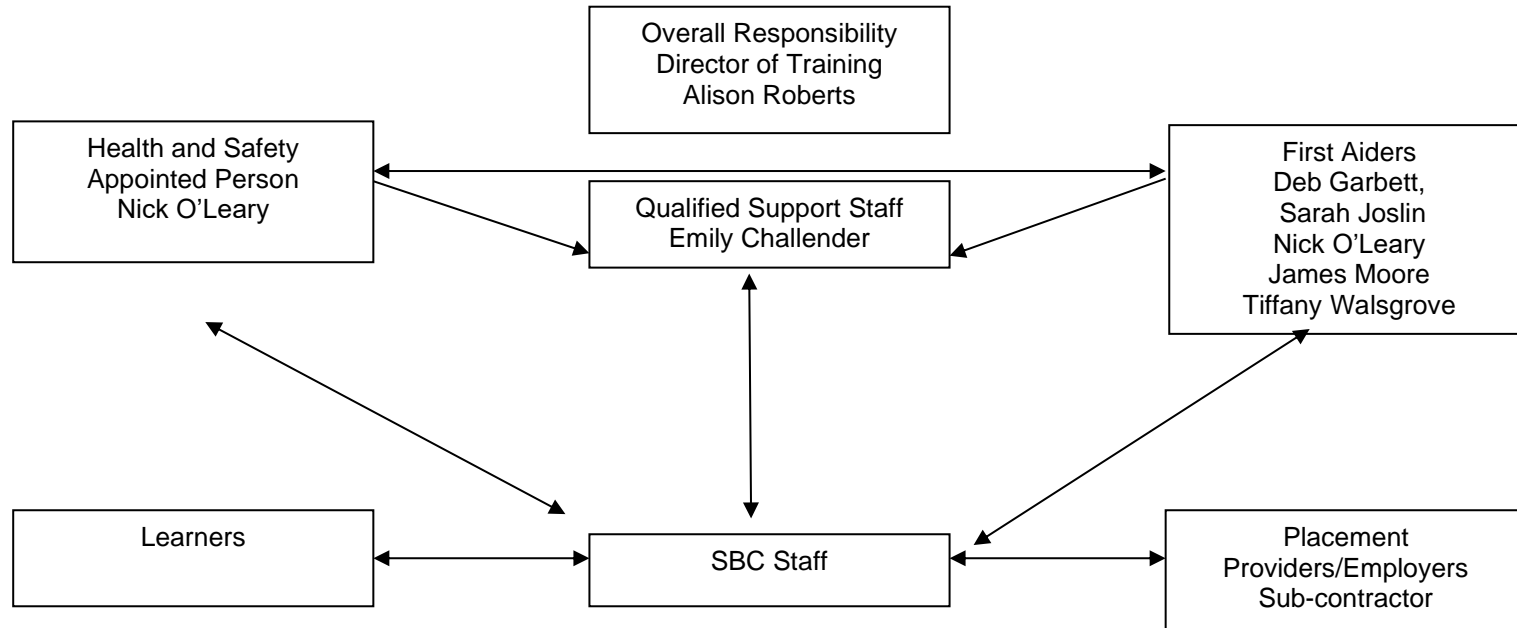 Overall Responsibility
Director of Training
Alison Roberts
Health and Safety
Appointed Person
Nick O’Leary
First Aiders
Deb Garbett,
Sarah Joslin
Nick O’Leary
James Moore
Tiffany Walsgrove
Qualified Support Staff
Emily Challender
Learners
SBC Staff
Placement
Providers/Employers
Sub-contractor